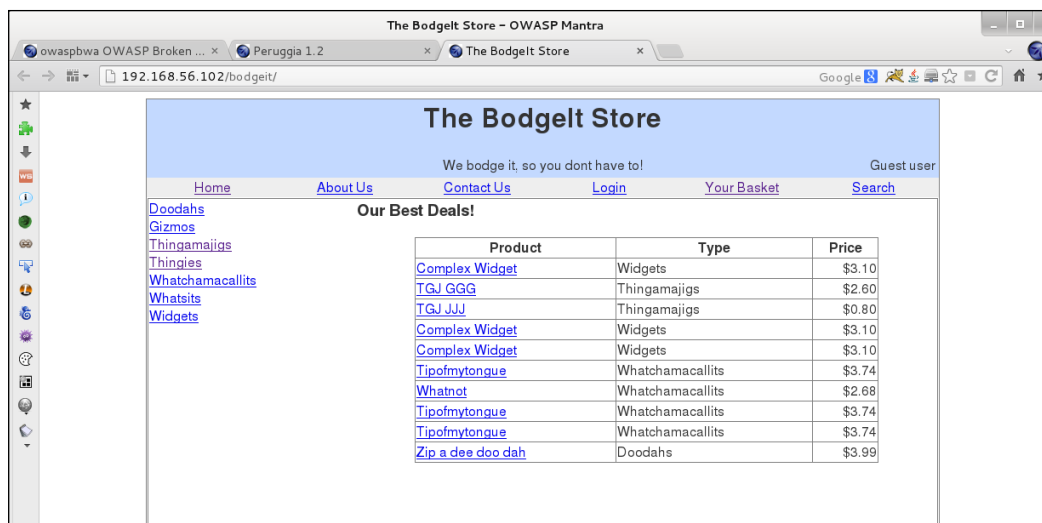 The BodgeIt Store - OWASP Mantra
owaspbwa OWASP Broken ... × Peruggia 1.2 × The BodgeIt Store ×
192.168.56.102/bodgeit/ Google 8
WS
The BodgeIt Store
We bodge it, so you dont have to! Guest user
Home About Us Contact Us Login Your Basket Search
Doodahs
Gizmos
Thingamajigs
Thingies
Whatchamacallits
Whatsits
Widgets
Our Best Deals!
Product Type Price
Complex Widget Widgets $3.10
TGJ GGG Thingamajigs $2.60
TGJ JJJ Thingamajigs $0.80
Complex Widget Widgets $3.10
Complex Widget Widgets $3.10
Tipofmytongue Whatchamacallits $3.74
Whatnot Whatchamacallits $2.68
Tipofmytongue Whatchamacallits $3.74
Tipofmytongue Whatchamacallits $3.74
Zip a dee doo dah Doodahs $3.99